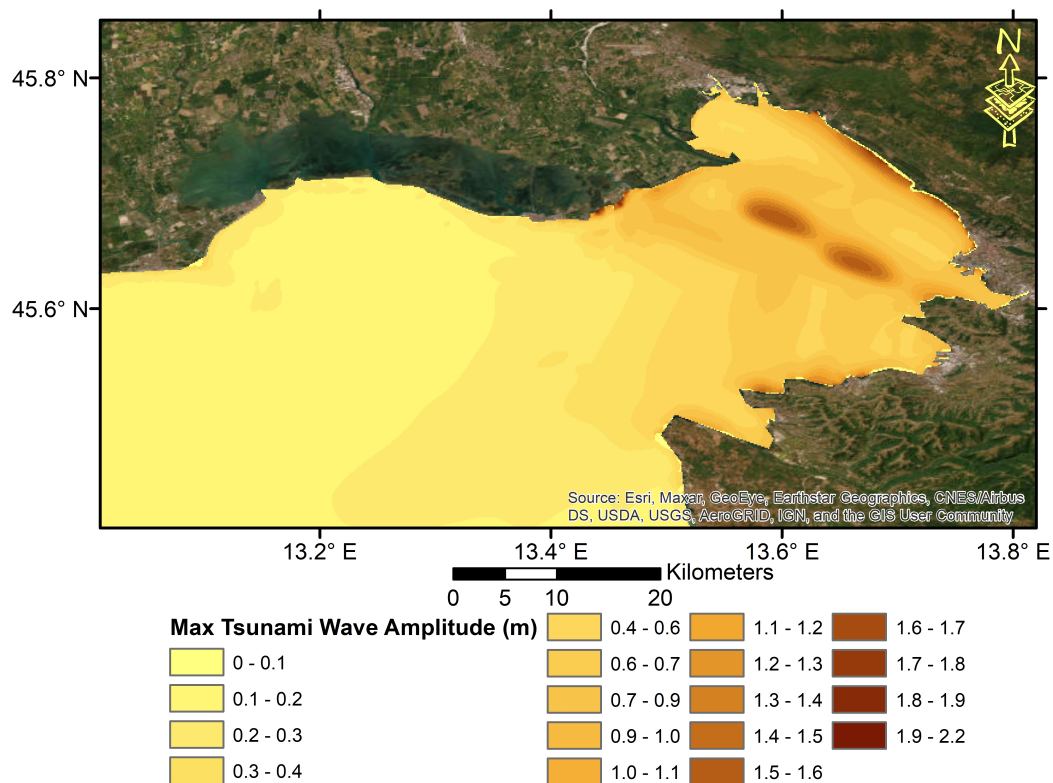 45.8° N
N
45.6° N
Source: Esri, Maxar, GeoEye, Earthstar Geographics, CNES/Airbus
DS, USDA, USGS, AeroGRID, IGN, and the GIS User Community
13.2° E
13.4° E
13.6° E
13.8° E
Kilometers
0 5 10 20
Max Tsunami Wave Amplitude (m)
0 - 0.1
0.1 - 0.2
0.2 - 0.3
0.3 - 0.4
0.4 - 0.6
0.6 - 0.7
0.7 - 0.9
0.9 - 1.0
1.0 - 1.1
1.1 - 1.2
1.2 - 1.3
1.3 - 1.4
1.4 - 1.5
1.5 - 1.6
1.6 - 1.7
1.7 - 1.8
1.8 - 1.9
1.9 - 2.2